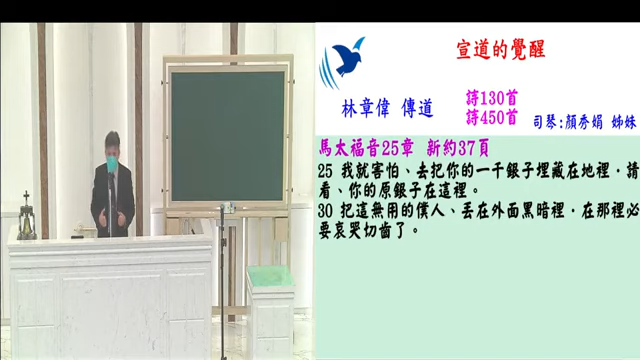 宣道的覺醒
林章偉 傳道
詩130首
詩450首
司琴:顏秀娟 姊妹
馬太福音25章 新約37頁
25 我就害怕、去把你的一千銀子埋藏在地裡．請
看、你的原銀子在這裡。
30 把這無用的僕人、丟在外面黑暗裡．在那裡必
要哀哭切齒了。